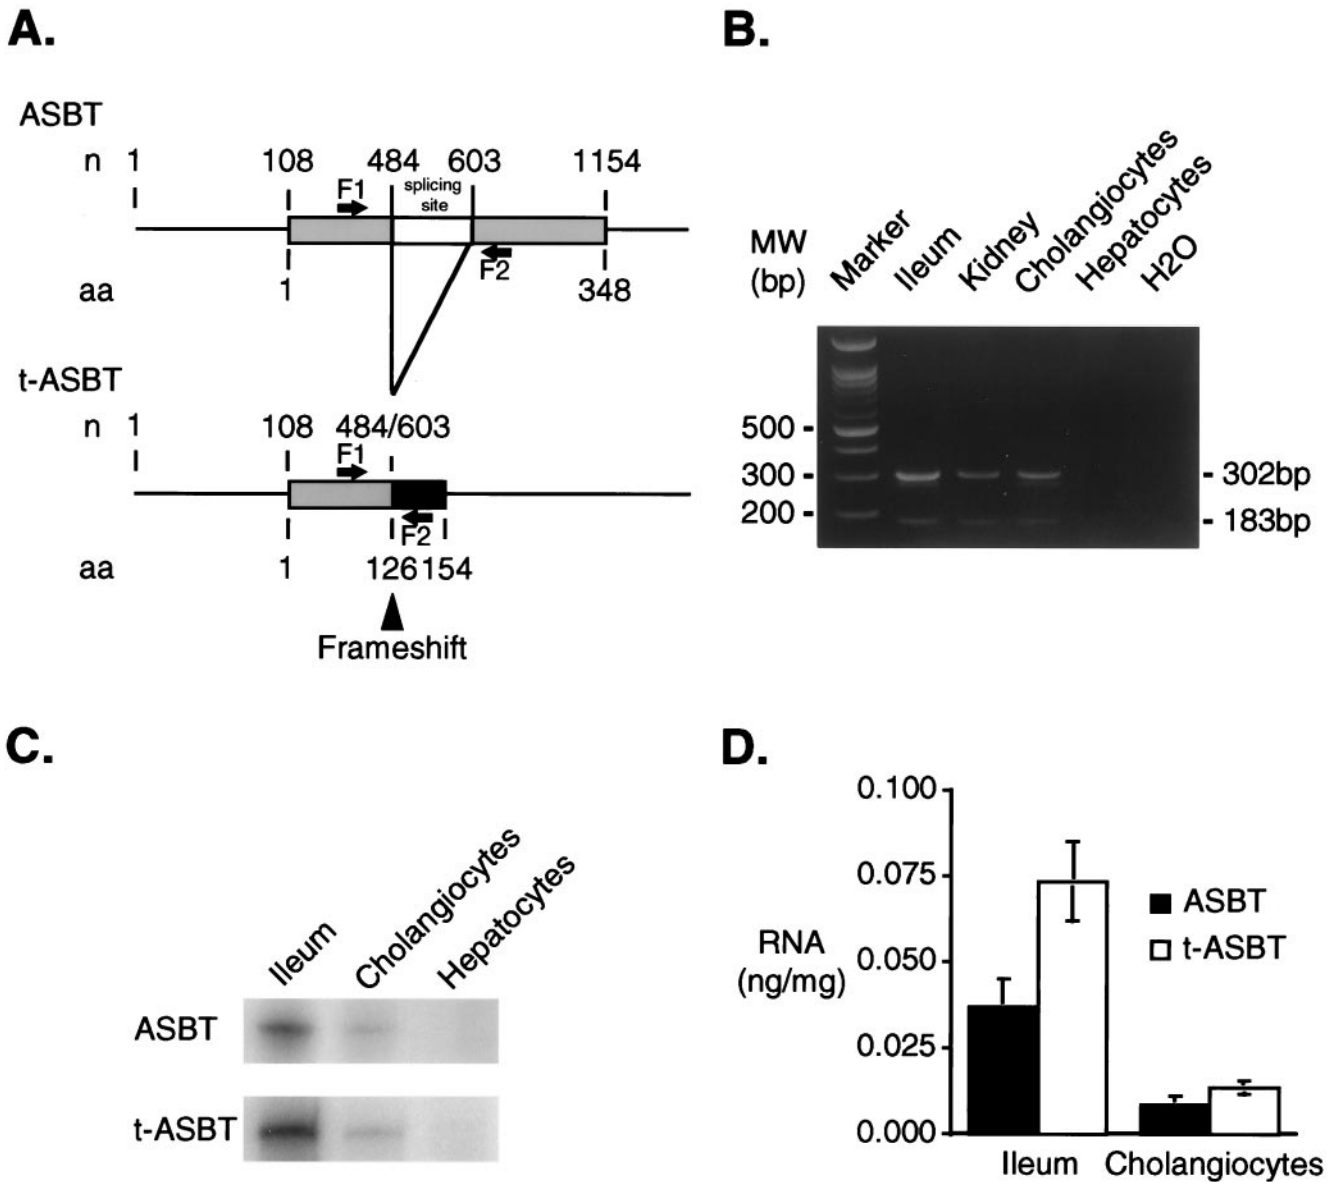 A.
ASBT
n 1 108 484 603 1154
splicing
site
F1
F2
aa 1 348
t-ASBT
n 1 108 484/603
F1
F2
aa 1 126 154
Frameshift
B.
MW
(bp)
Marker
Ileum
Kidney
Cholangiocytes
Hepatocytes
H2O
500
300
200
302bp
183bp
C.
Ileum
Cholangiocytes
Hepatocytes
ASBT
t-ASBT
D.
RNA
(ng/mg)
0.100
0.075
0.050
0.025
0.000
ASBT
t-ASBT
Ileum Cholangiocytes